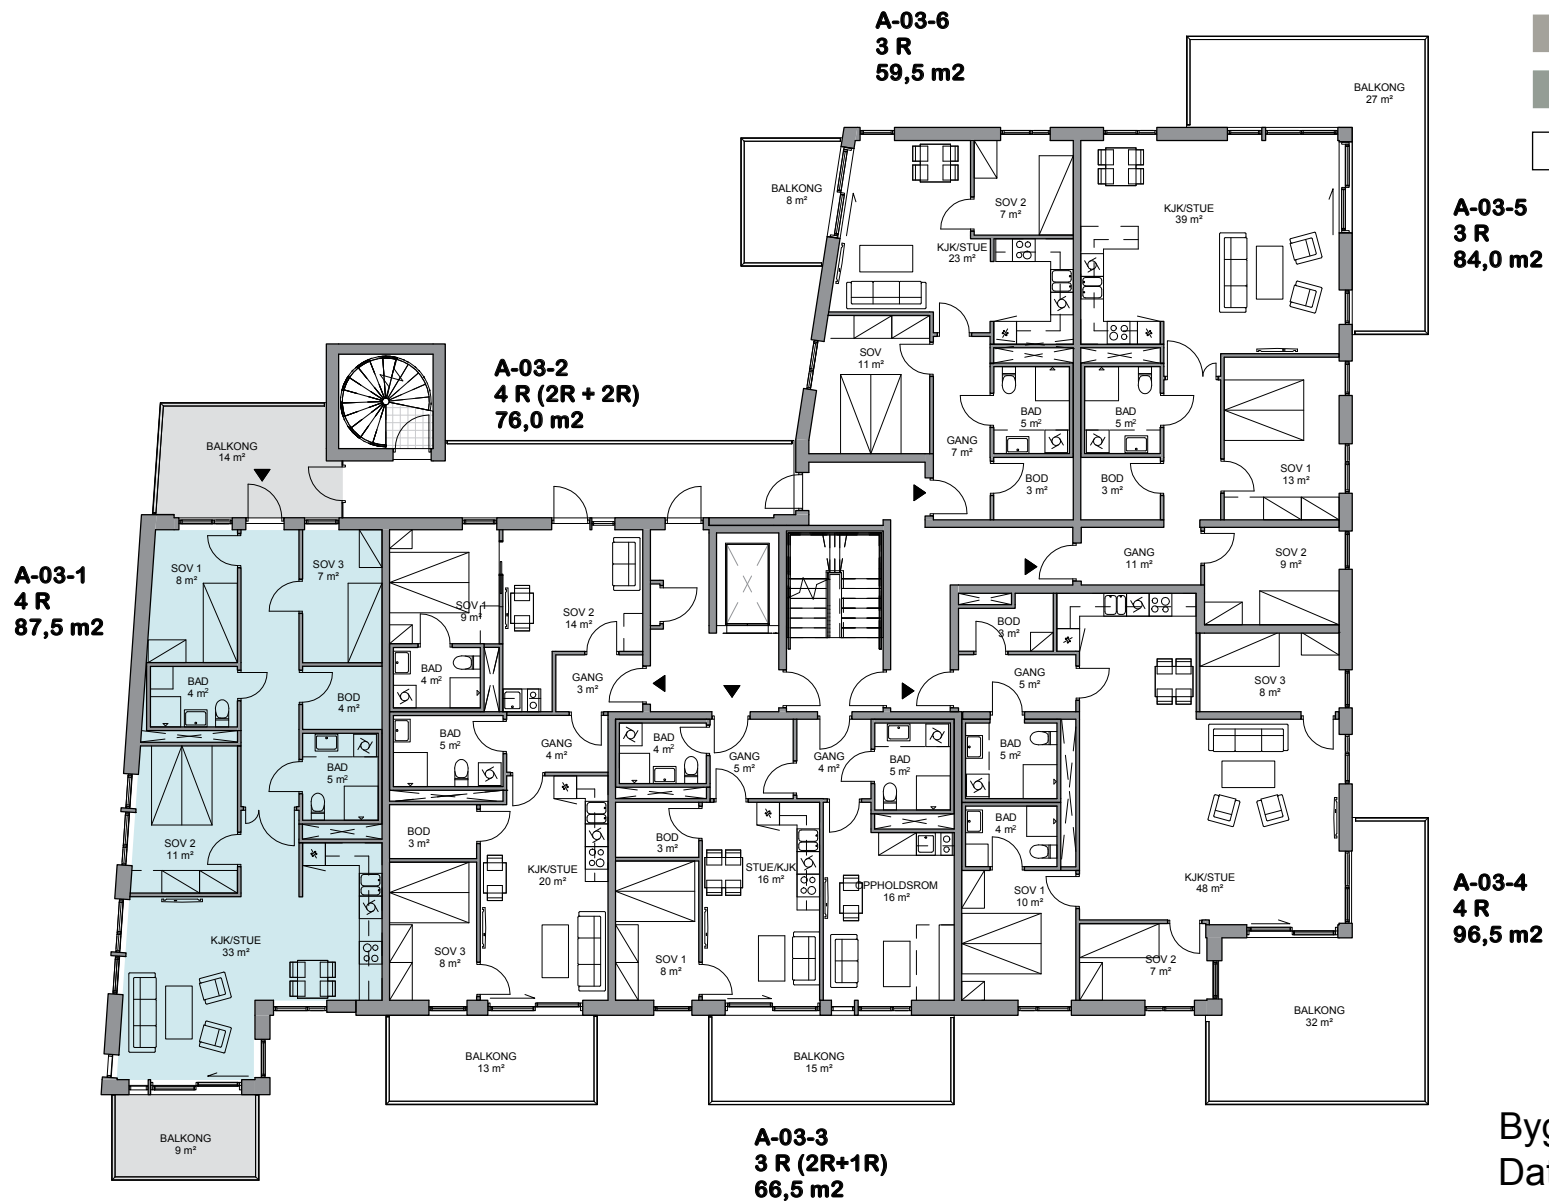 A-03-6
3 R
59,5 m2
BALKONG
27 m²
A-03-5
3 R
84,0 m2
BALKONG
8 m²
SOV 2
7 m²
KJK/STUE
23 m²
KJK/STUE
39 m²
SOV
11 m²
BAD
5 m²
BAD
5 m²
GANG
7 m²
BOD
3 m²
BOD
3 m²
SOV 1
13 m²
A-03-2
4 R (2R + 2R)
76,0 m2
BALKONG
14 m²
GANG
11 m²
SOV 2
9 m²
A-03-1
4 R
87,5 m2
SOV 1
8 m²
SOV 3
7 m²
SOV 1
9 m²
SOV 2
14 m²
BOD
3 m²
BAD
4 m²
BOD
4 m²
BAD
4 m²
GANG
3 m²
GANG
5 m²
SOV 3
8 m²
BAD
5 m²
BAD
5 m²
GANG
4 m²
BAD
4 m²
GANG
5 m²
GANG
4 m²
BAD
5 m²
BAD
5 m²
SOV 2
11 m²
BOD
3 m²
BOD
3 m²
BAD
4 m²
KJK/STUE
20 m²
STUE/KJK
16 m²
OPPHOLDSROM
16 m²
SOV 1
10 m²
KJK/STUE
48 m²
A-03-4
4 R
96,5 m2
KJK/STUE
33 m²
SOV 3
8 m²
SOV 1
8 m²
SOV 2
7 m²
BALKONG
32 m²
BALKONG
13 m²
BALKONG
15 m²
BALKONG
9 m²
A-03-3
3 R (2R+1R)
66,5 m2
Byg
Dat